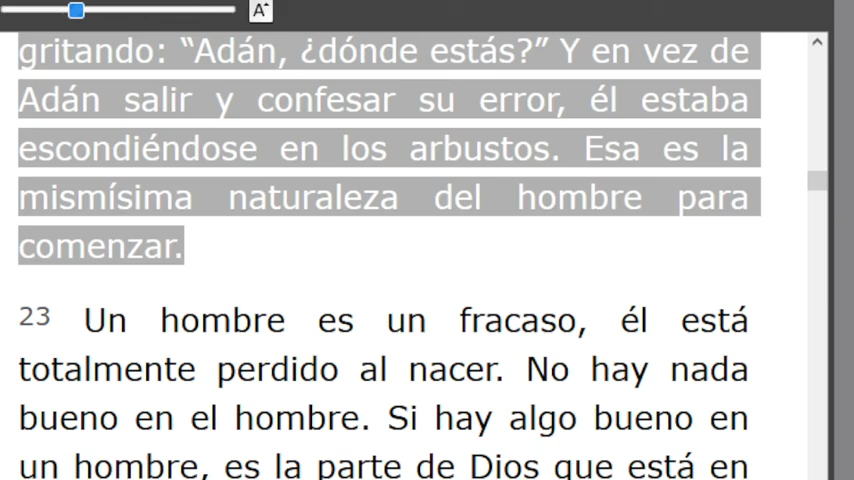 A
gritando: “Adán, ¿dónde estás?” Y en vez de
Adán salir y confesar su error, él estaba
escondiéndose en los arbustos. Esa es la
mismísima naturaleza del hombre para
comenzar.
23 Un hombre es un fracaso, él está
totalmente perdido al nacer. No hay nada
bueno en el hombre. Si hay algo bueno en
un hombre, es la parte de Dios que está en